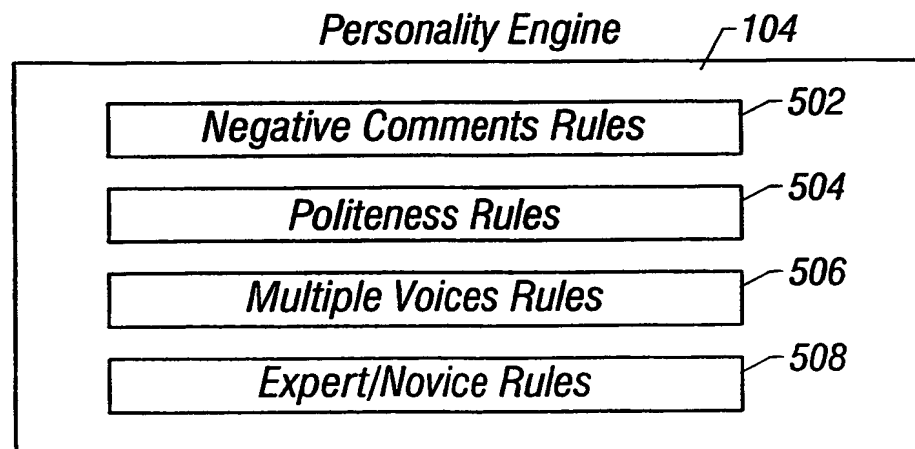 Personality Engine 104
Negative Comments Rules 502
Politeness Rules 504
Multiple Voices Rules 506
Expert/Novice Rules 508